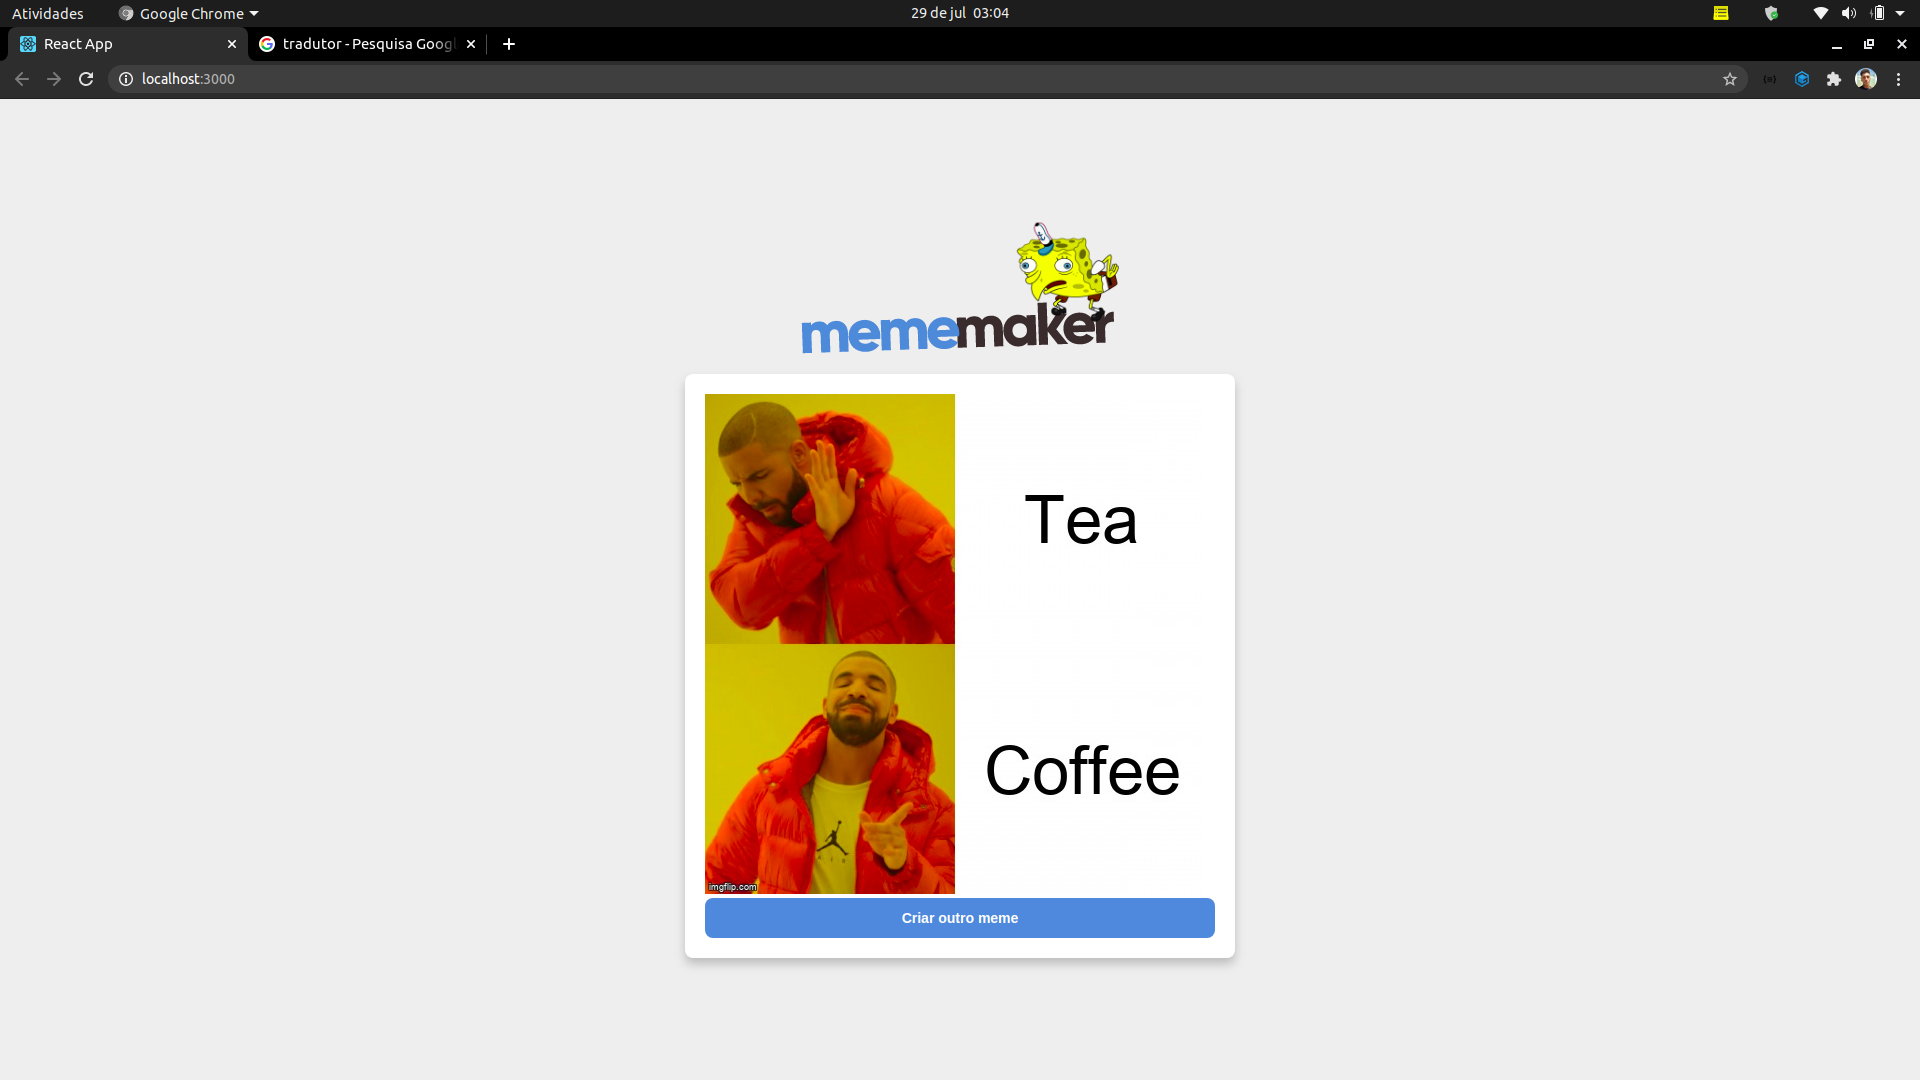 Atividades
Google Chrome
29 de jul 03:04
React App
tradutor - Pesquisa Googl
localhost:3000
mememaker
Tea
Coffee
imgflip.com
Criar outro meme